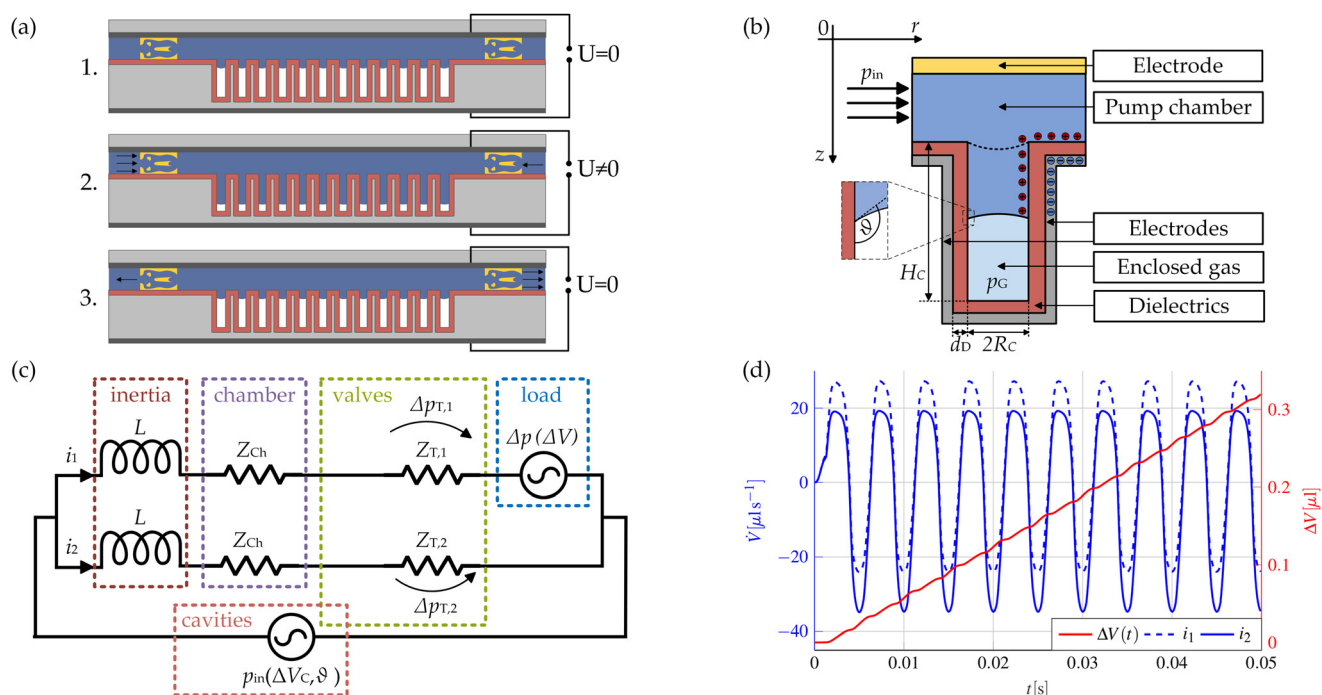 (a)
1.
U=0
2.
U≠0
3.
U=0
(b)
0
r
z
p_in
Electrode
Pump chamber
ϑ
H_C
p_G
Electrodes
Enclosed gas
Dielectrics
d_D
2R_C
(c)
inertia
chamber
valves
load
Δp_T,1
Δp (ΔV)
L
i_1
Z_Ch
Z_T,1
L
i_2
Z_Ch
Z_T,2
Δp_T,2
cavities
p_in(ΔV_C,ϑ)
(d)
20
0
−20
−40
V̇ [µl s⁻¹]
0.3
0.2
0.1
0
ΔV [µl]
ΔV(t)
i_1
i_2
0
0.01
0.02
0.03
0.04
0.05
t[s]